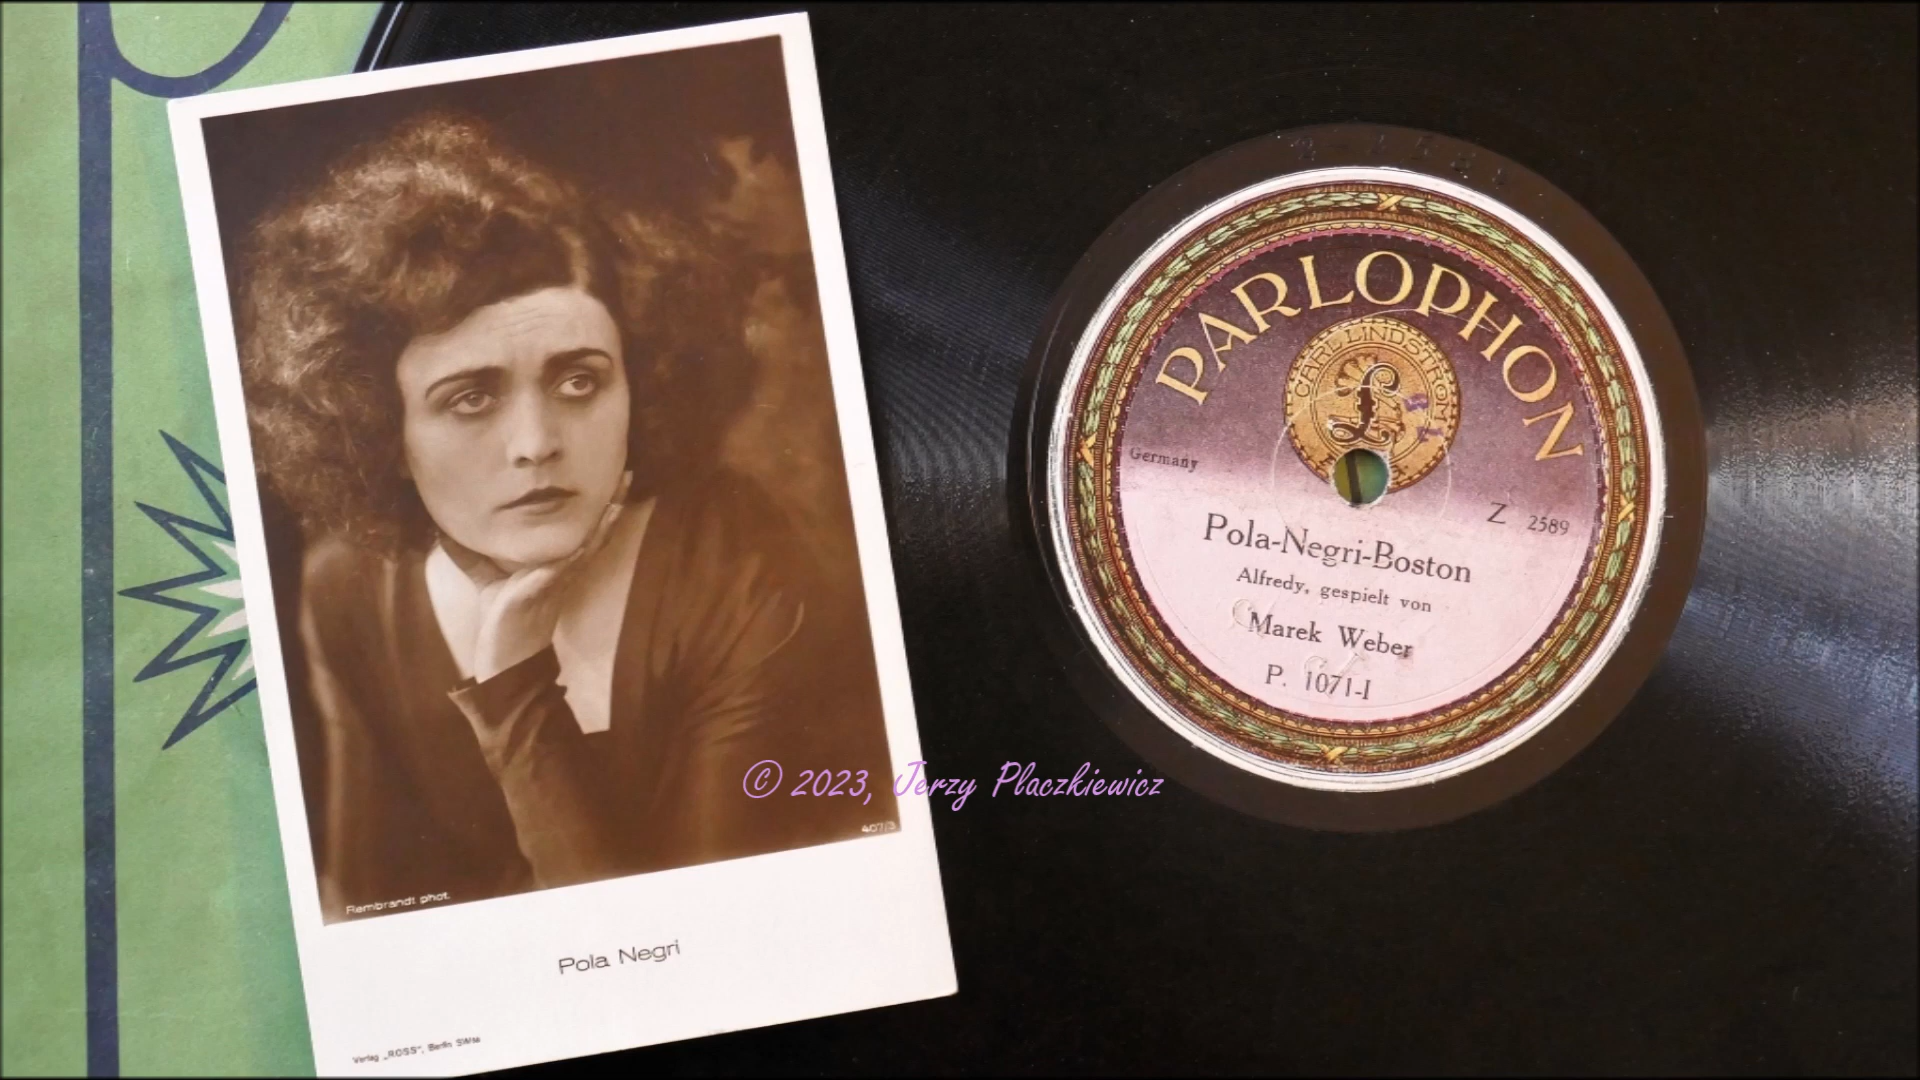 Rembrandt phot.
407/3
Pola Negri
Verlag „ROSS", Berlin SW68
PARLOPHON
CARL LINDSTRÖM
Germany
Z 2589
Pola-Negri-Boston
Alfredy, gespielt von
Marek Weber
P. 1071-I
© 2023, Jerzy Placzkiewicz